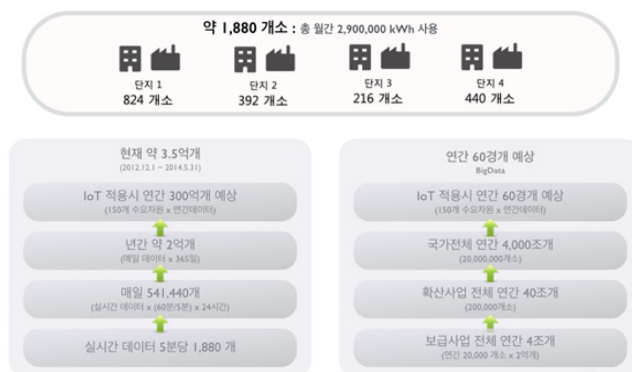 약 1,880 개소 : 총 월간 2,900,000 kWh 사용
단지 1
824 개소
단지 2
392 개소
단지 3
216 개소
단지 4
440 개소
현재 약 3.5억개
(2012.12.1 ~ 2014.5.31)
IoT 적용시 연간 300억개 예상
(150개 수요자원 x 연간데이터)
년간 약 2억개
(매일 데이터 x 365일)
매일 541,440개
(실시간 데이터 x (60분/5분) x 24시간)
실시간 데이터 5분당 1,880 개
연간 60경개 예상
BigData
IoT 적용시 연간 60경개 예상
(150개 수요자원 x 연간데이터)
국가전체 연간 4,000조개
(20,000,000개소)
확산사업 전체 연간 40조개
(200,000개소)
보급사업 전체 연간 4조개
(연간 20,000 개소 x 2억개)